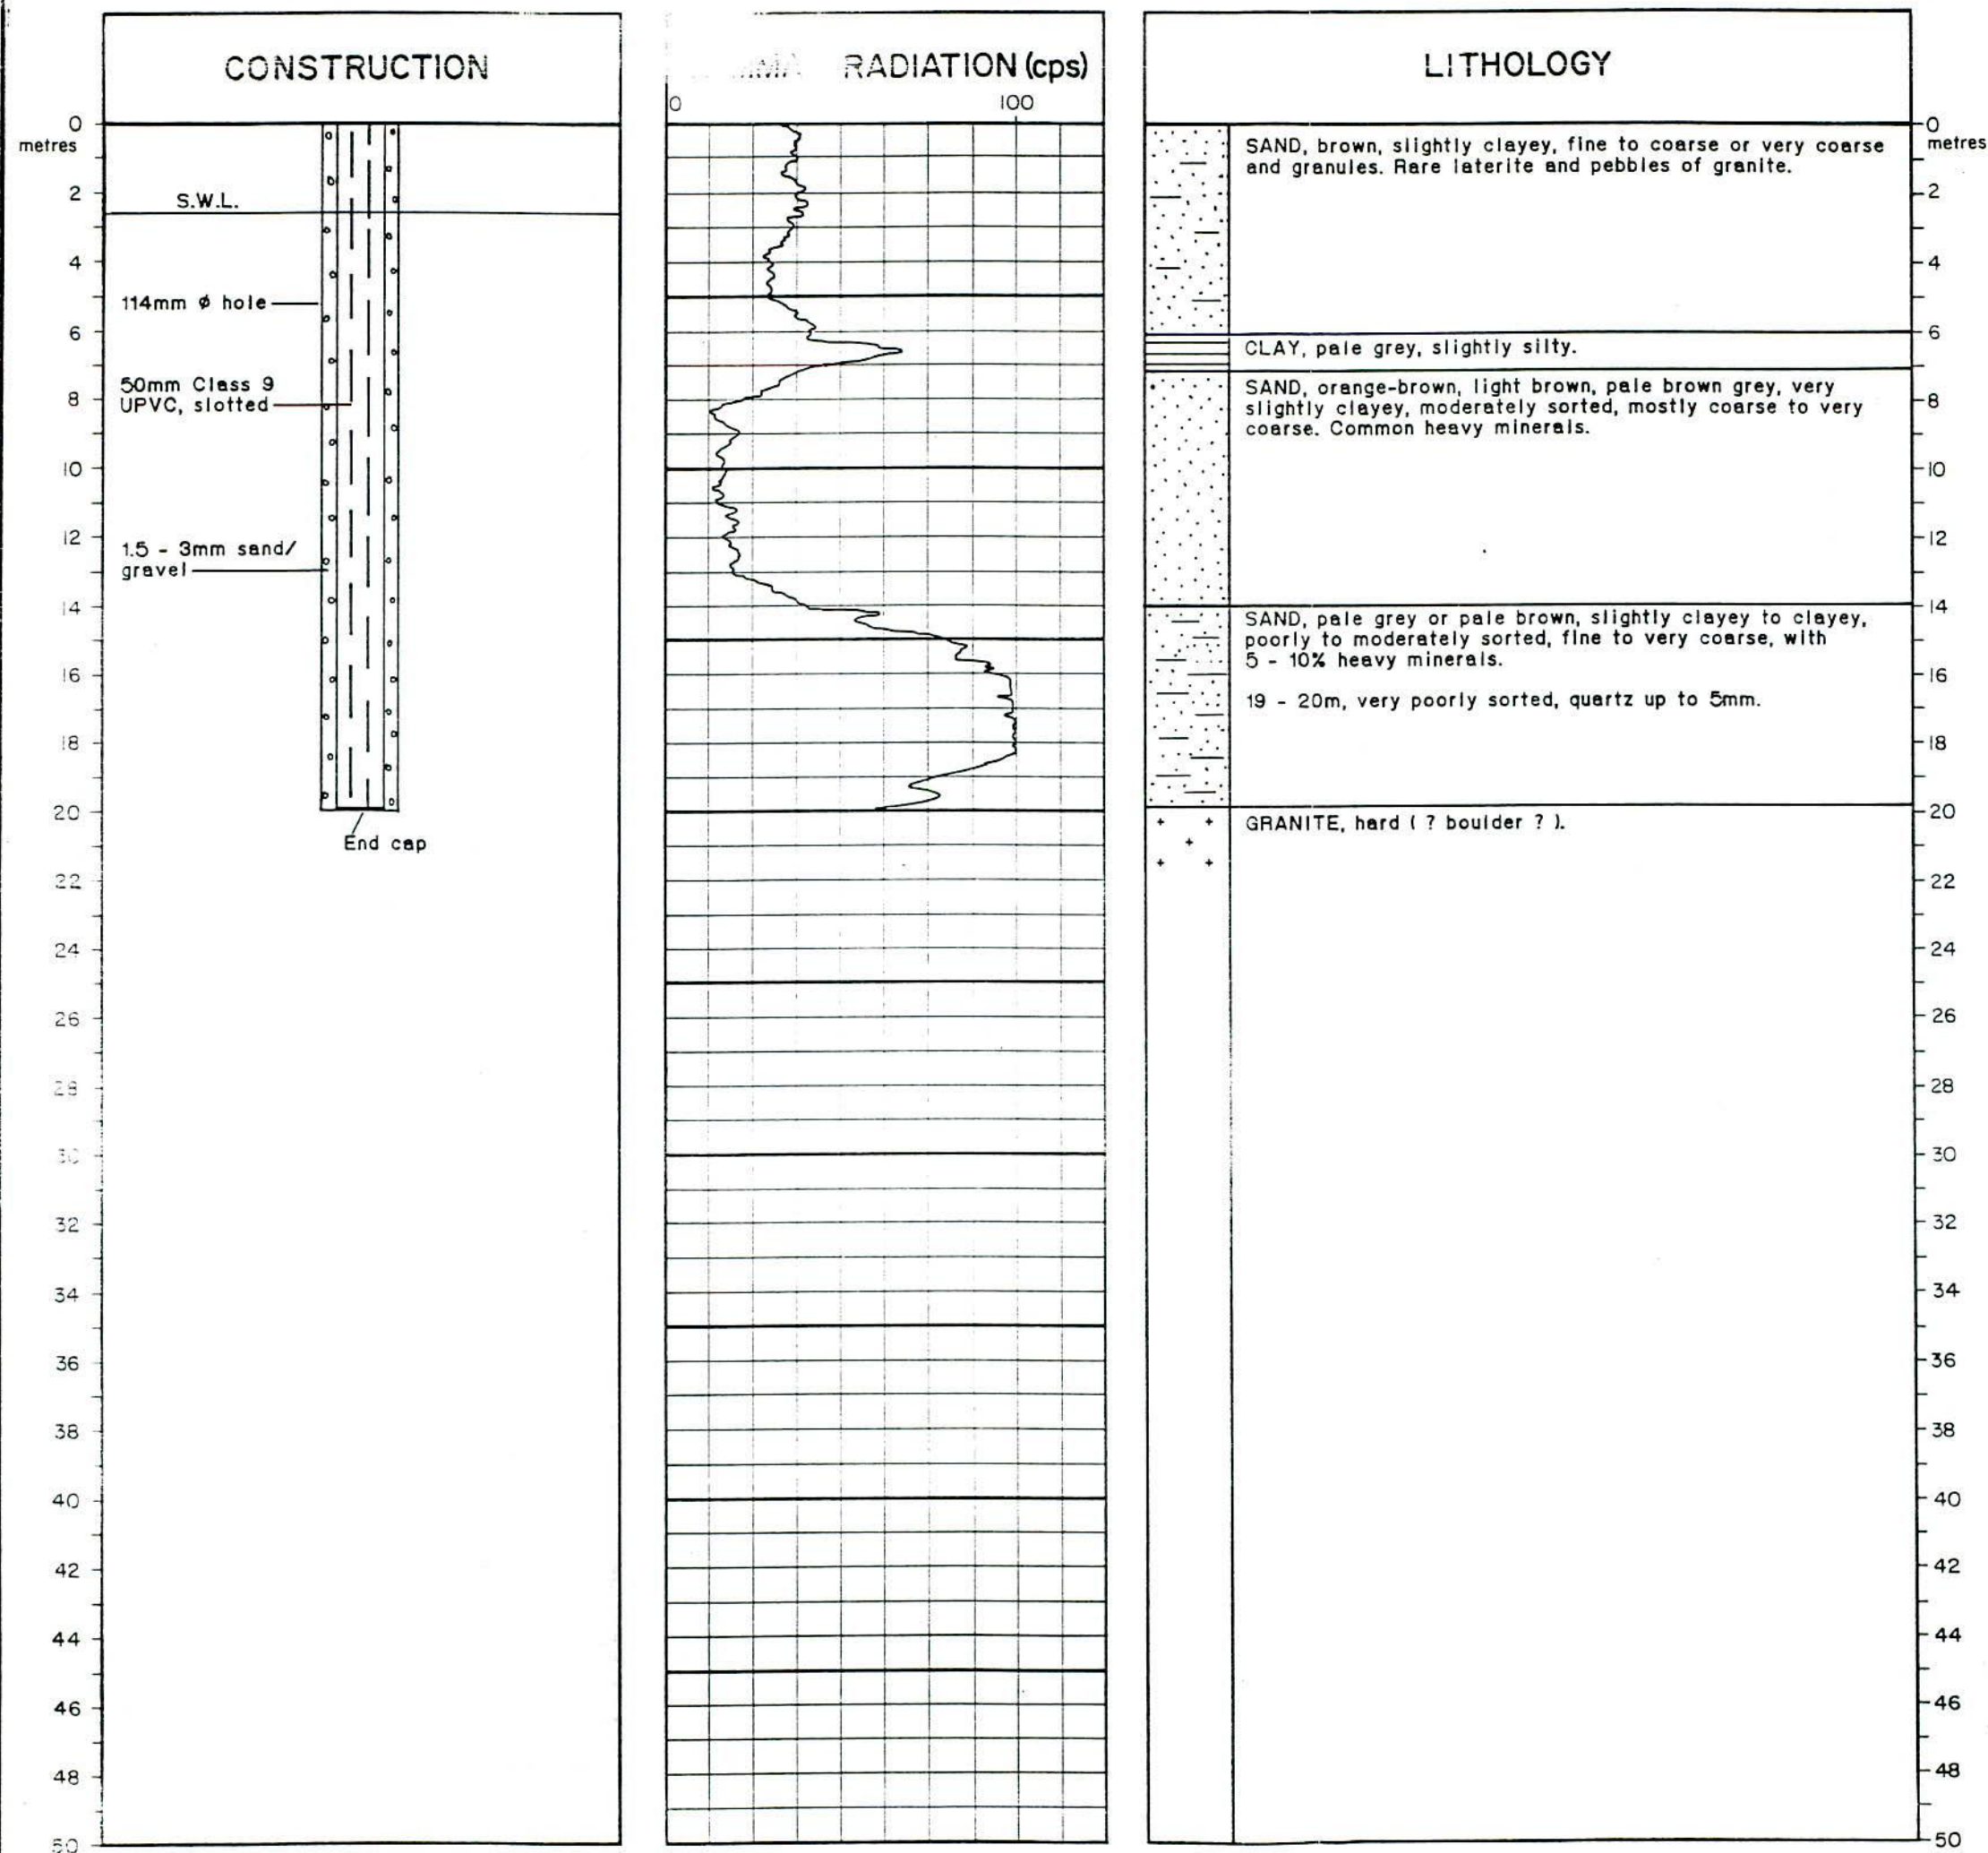 CONSTRUCTION
0
metres
2
4
6
8
10
12
14
16
18
20
22
24
26
28
30
32
34
36
38
40
42
44
46
48
50
S.W.L.
114mm ø hole
50mm Class 9
UPVC, slotted
1.5 - 3mm sand/
gravel
End cap
RADIATION (cps)
0 100
LITHOLOGY
SAND, brown, slightly clayey, fine to coarse or very coarse
and granules. Rare laterite and pebbles of granite.
CLAY, pale grey, slightly silty.
SAND, orange-brown, light brown, pale brown grey, very
slightly clayey, moderately sorted, mostly coarse to very
coarse. Common heavy minerals.
SAND, pale grey or pale brown, slightly clayey to clayey,
poorly to moderately sorted, fine to very coarse, with
5 - 10% heavy minerals.
19 - 20m, very poorly sorted, quartz up to 5mm.
GRANITE, hard ( ? boulder ? ).
0
metres
2
4
6
8
10
12
14
16
18
20
22
24
26
28
30
32
34
36
38
40
42
44
46
48
50